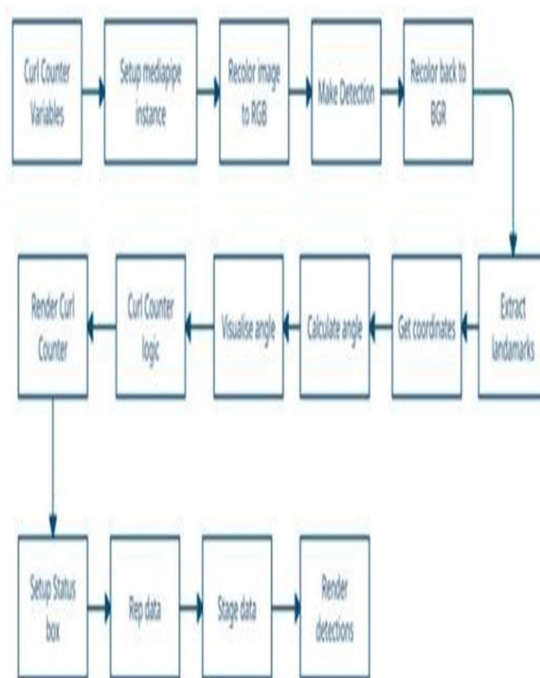 Curl Counter
Variables
Setup mediapipe
instance
Recolor image
to RGB
Make Detection
Recolor back to
BGR
Render Curl
Counter
Curl Counter
logic
Visualise angle
Calculate angle
Get coordinates
Extract
landamarks
Setup Status
box
Rep data
Stage data
Render
detections